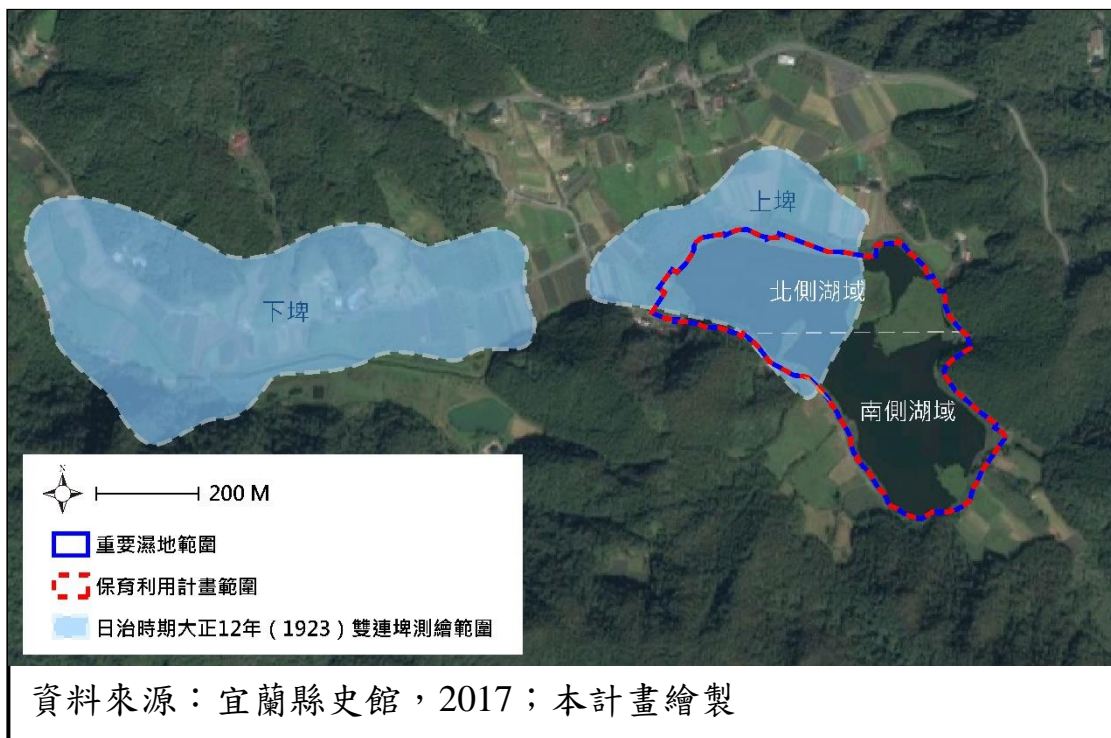 上埤
北側湖域
下埤
南側湖域
N
200 M
重要濕地範圍
保育利用計畫範圍
日治時期大正12年（1923）雙連埤測繪範圍
資料來源：宜蘭縣史館，2017；本計畫繪製